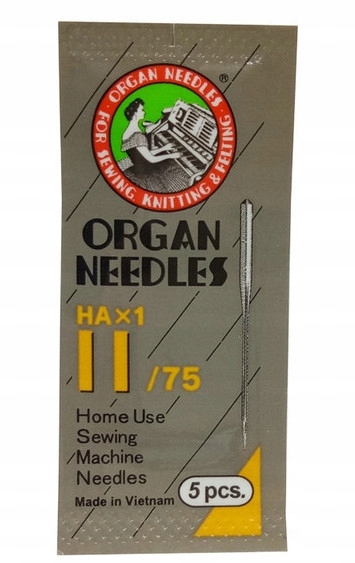 ORGAN NEEDLES
®
· FOR SEWING, KNITTING & FELTING ·
ORGAN
NEEDLES
HA×1
11/75
Home Use
Sewing
Machine
Needles
Made in Vietnam
5 pcs.